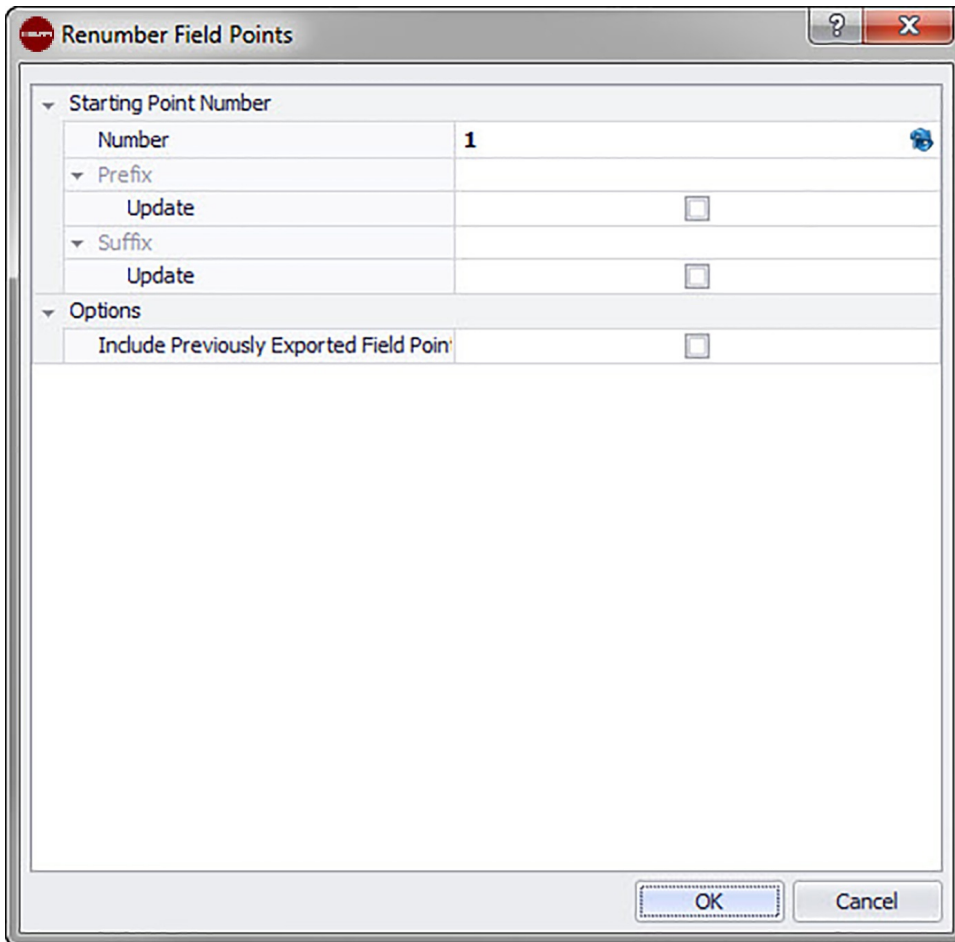 Renumber Field Points
Starting Point Number
Number 1
Prefix
Update
Suffix
Update
Options
Include Previously Exported Field Poin
OK Cancel